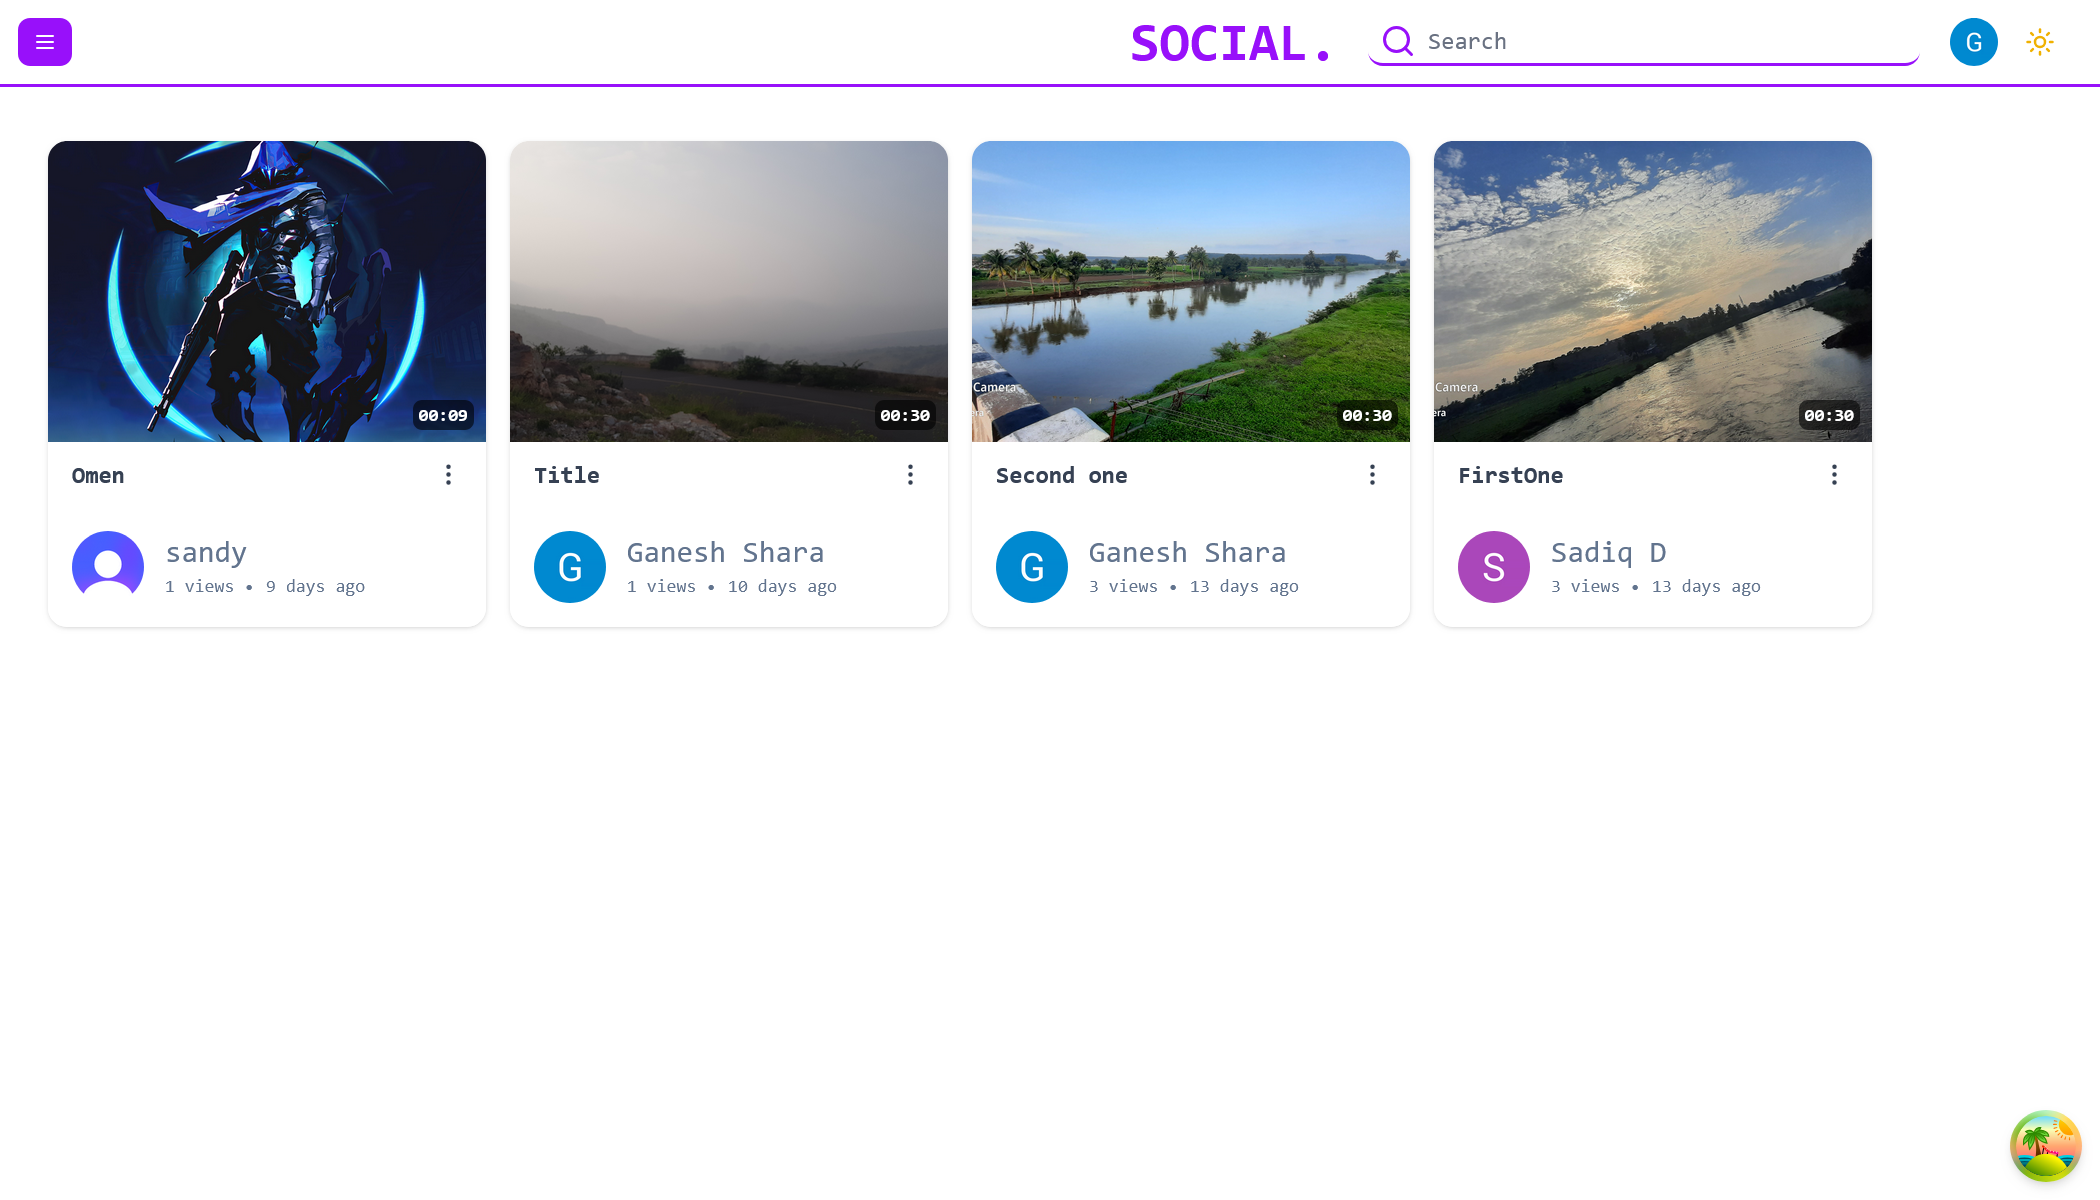 SOCIAL.
Search
G
00:09
00:30
Camera
00:30
Camera
era
00:30
Omen
Title
Second one
FirstOne
sandy
1 views • 9 days ago
G
Ganesh Shara
1 views • 10 days ago
G
Ganesh Shara
3 views • 13 days ago
S
Sadiq D
3 views • 13 days ago